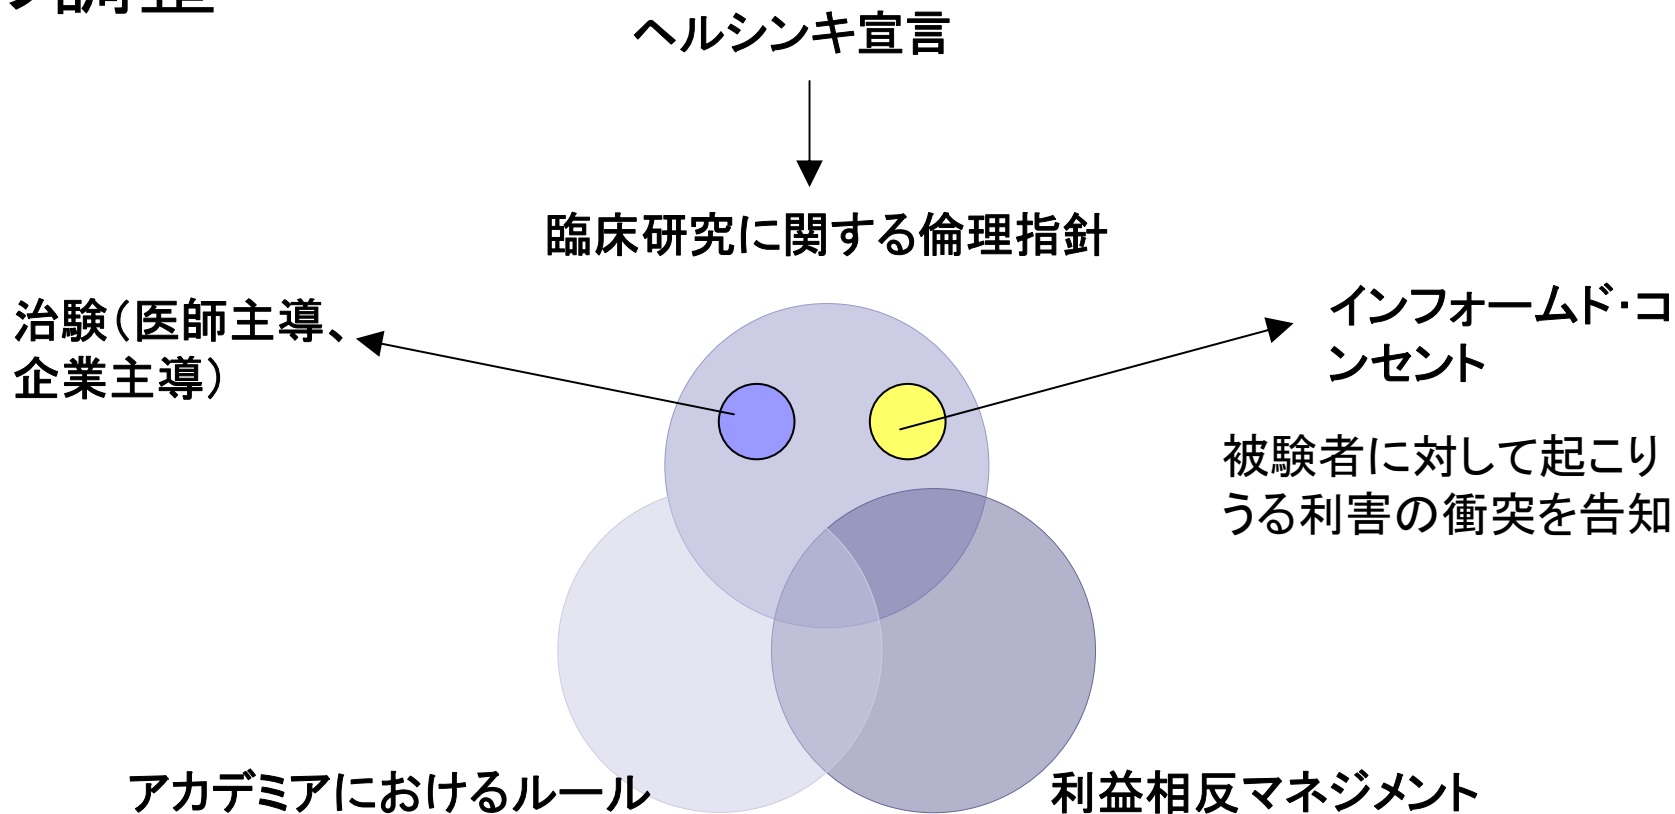 調整
ヘルシンキ宣言
臨床研究に関する倫理指針
治験（医師主導、
企業主導）
インフォームド・コ
ンセント
被験者に対して起こり
うる利害の衝突を告知
アカデミアにおけるルール
利益相反マネジメント